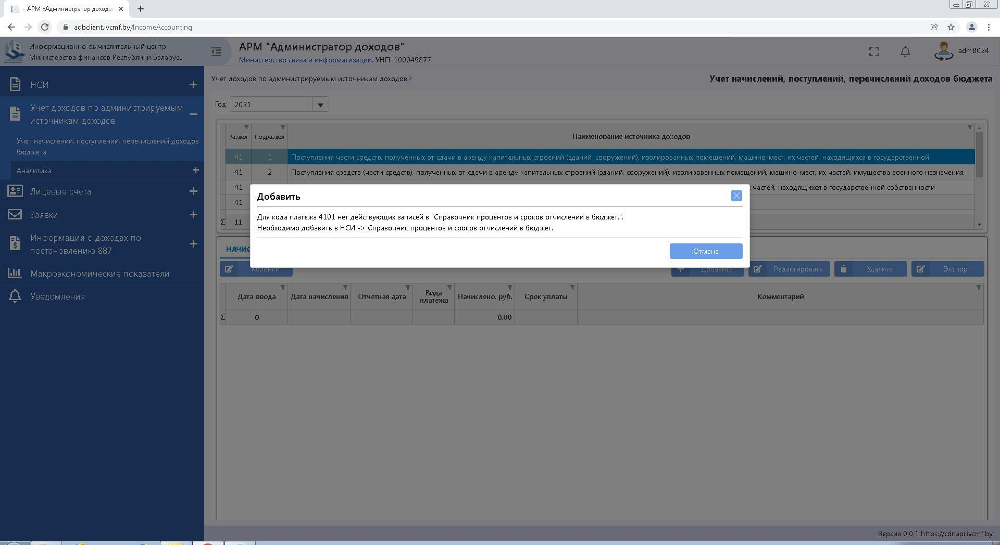 - АРМ «Администратор доходо
adbclient.ivcmf.by/IncomeAccounting
Информационно-вычислительный центр
Министерства финансов Республики Беларусь
АРМ "Администратор доходов"
Министерство связи и информатизации, УНП: 100049877
adm8024
НСИ
Учет доходов по администрируемым
источникам доходов
Учет начислений, поступлений, перечислений доходов
бюджета
Аналитика
Лицевые счета
Заявки
Информация о доходах по
постановлению 887
Макроэкономические показатели
Уведомления
Учет доходов по администрируемым источникам доходов
Учет начислений, поступлений, перечислений доходов бюджета
Год: 2021
Раздел Подраздел Наименование источника доходов
41 1 Поступления части средств, полученных от сдачи в аренду капитальных строений (зданий, сооружений), изолированных помещений, машино-мест, их частей, находящихся в государственной
41 2 Поступления средств (части средств), полученных от сдачи в аренду капитальных строений (зданий, сооружений), изолированных помещений, машино-мест, их частей, имущества военного назначения,
41 частей, находящихся в государственной собственности
41
Σ 11
Добавить
Для кода платежа 4101 нет действующих записей в "Справочник процентов и сроков отчислений в бюджет.".
Необходимо добавить в НСИ -> Справочник процентов и сроков отчислений в бюджет.
Отмена
НАЧИС
Колонки Добавить Редактировать Удалить Экспорт
Дата ввода Дата начисления Отчетная дата Вида платежа Начислено, руб. Срок уплаты Комментарий
Σ 0 0,00
Версия 0.0.1 https://cdnapi.ivcmf.by